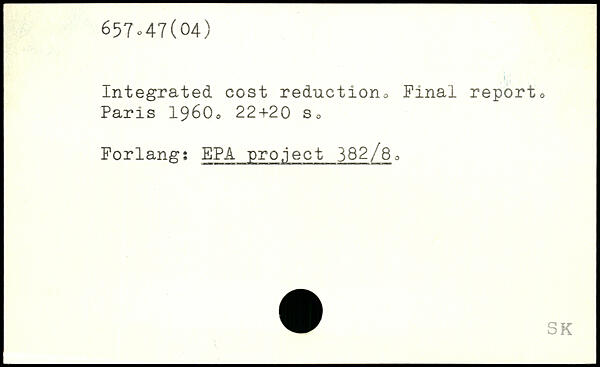 657.47(04)
Integrated cost reduction. Final report.
Paris 1960. 22+20 s.
Forlang: EPA project 382/8.
SK